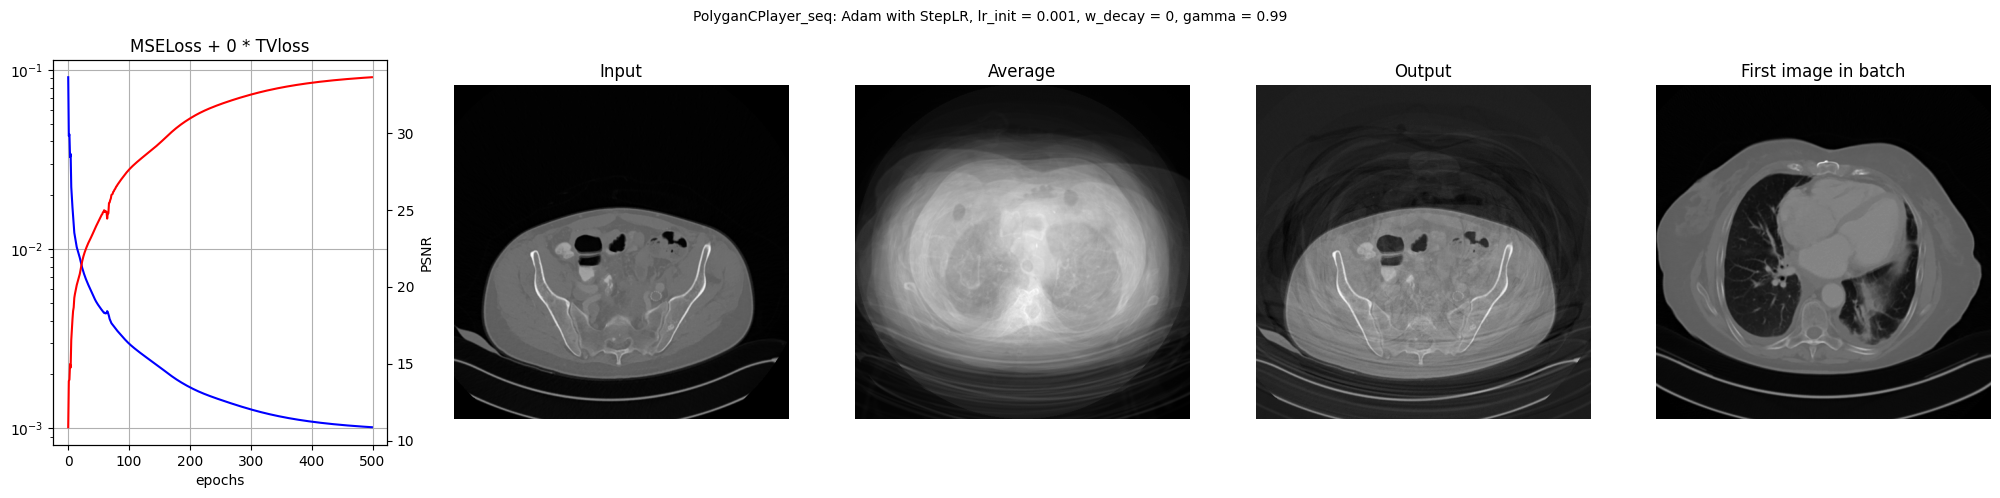 PolyganCPlayer_seq: Adam with StepLR, lr_init = 0.001, w_decay = 0, gamma = 0.99
MSELoss + 0 * TVloss
10⁻¹
10⁻²
10⁻³
0 100 200 300 400 500
epochs
30
25
20
15
10
PSNR
Input
Average
Output
First image in batch